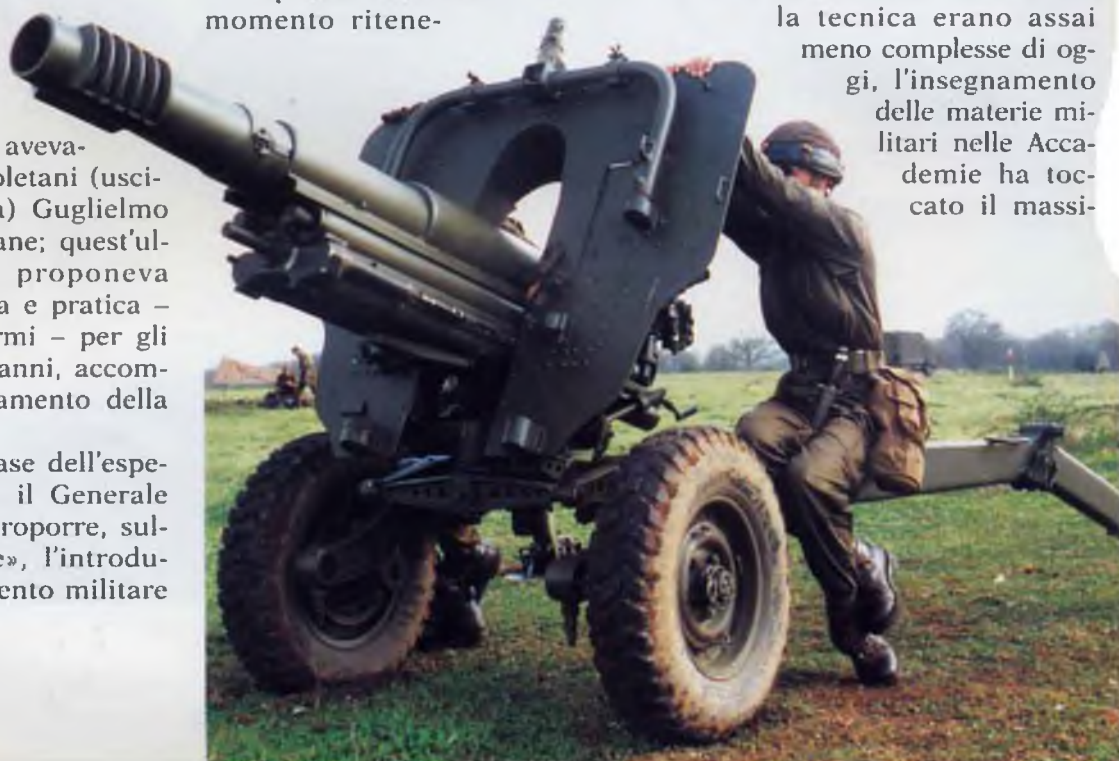 momento ritene-
avева-
oletani (usci-
a) Guglielmo
ane; quest'ul-
proponeva
a e pratica –
rmi – per gli
anni, accom-
amento della
ase dell'espe-
il Generale
roporre, sul-
e», l'introdu-
ento militare
la tecnica erano assai
meno complesse di og-
gi, l'insegnamento
delle materie mi-
litari nelle Acca-
demie ha toc-
cato il massi-